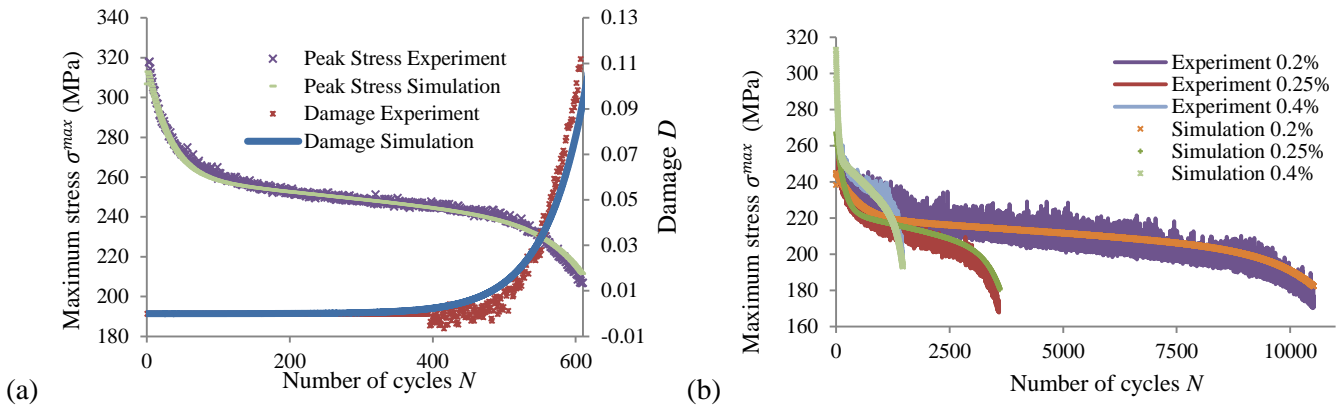 340
320
300
280
260
240
220
200
180
Maximum stress σᵐᵃˣ (MPa)
0.13
0.11
0.09
0.07
0.05
0.03
0.01
-0.01
Damage D
Peak Stress Experiment
Peak Stress Simulation
Damage Experiment
Damage Simulation
0 200 400 600
Number of cycles N
(a)
320
300
280
260
240
220
200
180
160
Maximum stress σᵐᵃˣ (MPa)
Experiment 0.2%
Experiment 0.25%
Experiment 0.4%
Simulation 0.2%
Simulation 0.25%
Simulation 0.4%
0 2500 5000 7500 10000
Number of cycles N
(b)